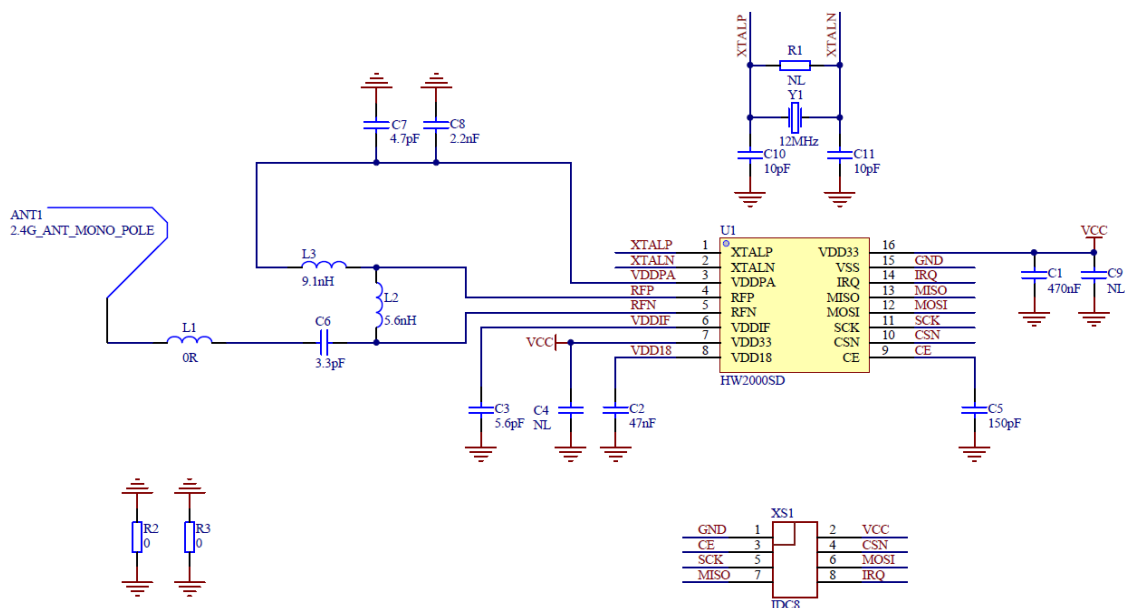 XTALP
XTALN
R1
NL
Y1
12MHz
C10
10pF
C11
10pF
C7
4.7pF
C8
2.2nF
ANT1
2.4G_ANT_MONO_POLE
L3
9.1nH
L2
5.6nH
L1
0R
C6
3.3pF
U1
XTALP 1 XTALP VDD33 16 VCC
XTALN 2 XTALN VSS 15 GND
VDDPA 3 VDDPA IRQ 14 IRQ
RFP 4 RFP MISO 13 MISO
RFN 5 RFN MOSI 12 MOSI
VDDIF 6 VDDIF SCK 11 SCK
VCC 7 VDD33 CSN 10 CSN
VDD18 8 VDD18 CE 9 CE
HW2000SD
C1
470nF
C9
NL
C3
5.6pF
C4
NL
C2
47nF
C5
150pF
R2
0
R3
0
XS1
GND 1 2 VCC
CE 3 4 CSN
SCK 5 6 MOSI
MISO 7 8 IRQ
IDC8